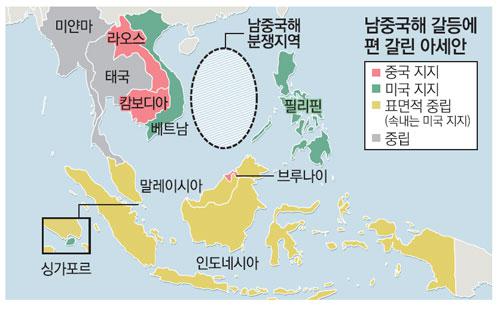 남중국해 갈등에
편 갈린 아세안
중국 지지
미국 지지
표면적 중립
(속내는 미국 지지)
중립
미얀마
라오스
남중국해
분쟁지역
태국
캄보디아
베트남
필리핀
말레이시아
브루나이
싱가포르
인도네시아